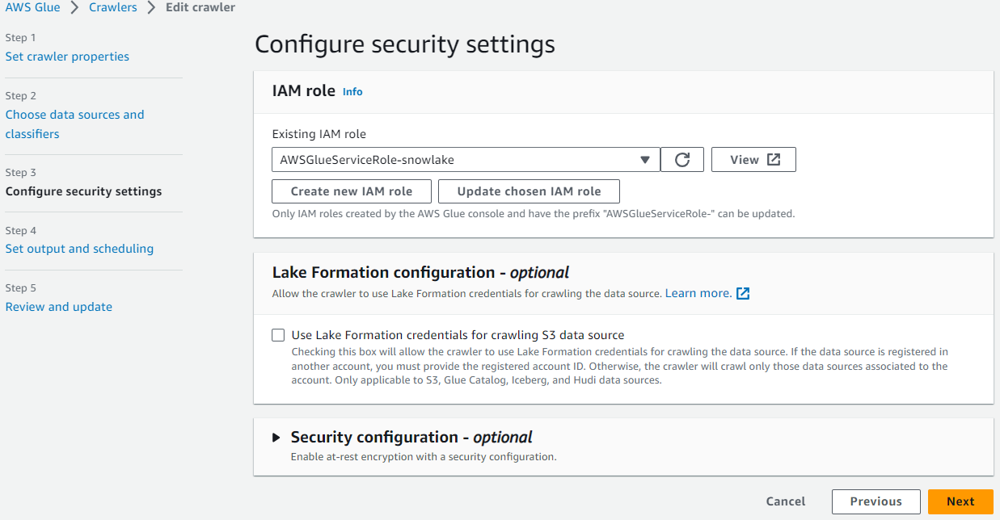 AWS Glue > Crawlers > Edit crawler
Step 1
Set crawler properties
Step 2
Choose data sources and
classifiers
Step 3
Configure security settings
Step 4
Set output and scheduling
Step 5
Review and update
Configure security settings
IAM role Info
Existing IAM role
AWSGlueServiceRole-snowlake
View
Create new IAM role
Update chosen IAM role
Only IAM roles created by the AWS Glue console and have the prefix "AWSGlueServiceRole-" can be updated.
Lake Formation configuration - optional
Allow the crawler to use Lake Formation credentials for crawling the data source. Learn more.
Use Lake Formation credentials for crawling S3 data source
Checking this box will allow the crawler to use Lake Formation credentials for crawling the data source. If the data source is registered in
another account, you must provide the registered account ID. Otherwise, the crawler will crawl only those data sources associated to the
account. Only applicable to S3, Glue Catalog, Iceberg, and Hudi data sources.
Security configuration - optional
Enable at-rest encryption with a security configuration.
Cancel
Previous
Next